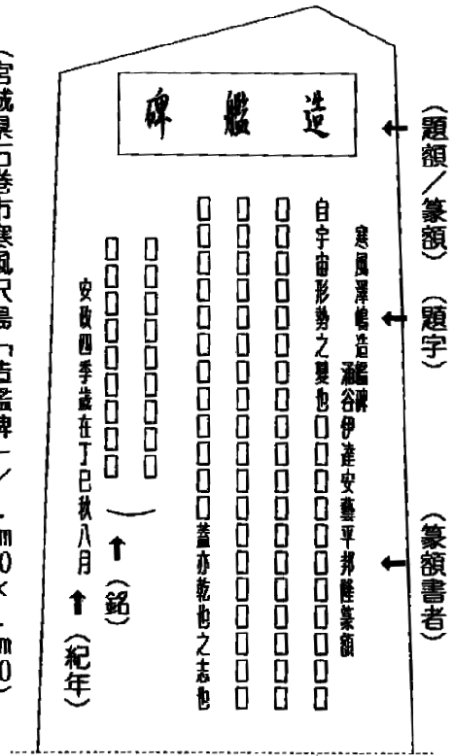 (題額／篆額)
(題字)
(篆額書者)
造艦碑
寒風澤嶋造艦碑
涌谷伊達安藝平邦隆篆額
自宇宙形勢之變也□□□□□□□□□□□
□□□□□□□□□□□□□□□□□□□
□□□□□□□□□□□□□□□□□□□
□□□□□□□□□□□□蓋亦乾也之志也
□□□□□□□□□
□□□□□□□□□
(銘)
安政四季歳在丁巳秋八月
(紀年)
(宮城県石巻市寒風沢島「造艦碑」／